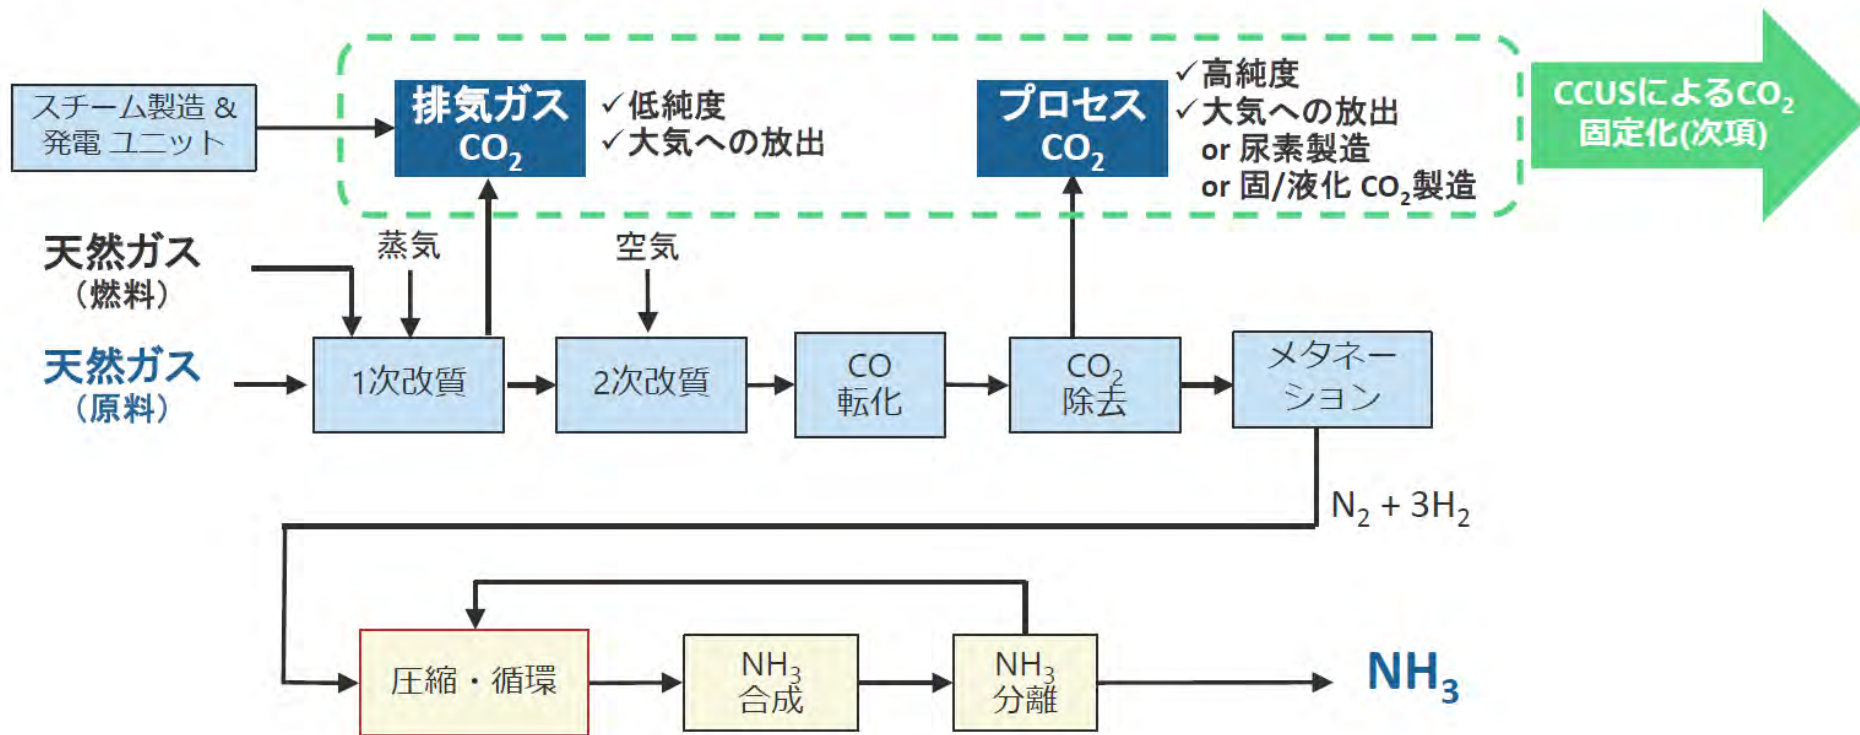 スチーム製造 &
発電 ユニット
排気ガス
CO₂
✓低純度
✓大気への放出
プロセス
CO₂
✓高純度
✓大気への放出
or 尿素製造
or 固/液化 CO₂製造
CCUSによるCO₂
固定化(次項)
天然ガス
（燃料）
蒸気
空気
天然ガス
（原料）
1次改質
2次改質
CO
転化
CO₂
除去
メタネー
ション
N₂ + 3H₂
圧縮・循環
NH₃
合成
NH₃
分離
NH₃